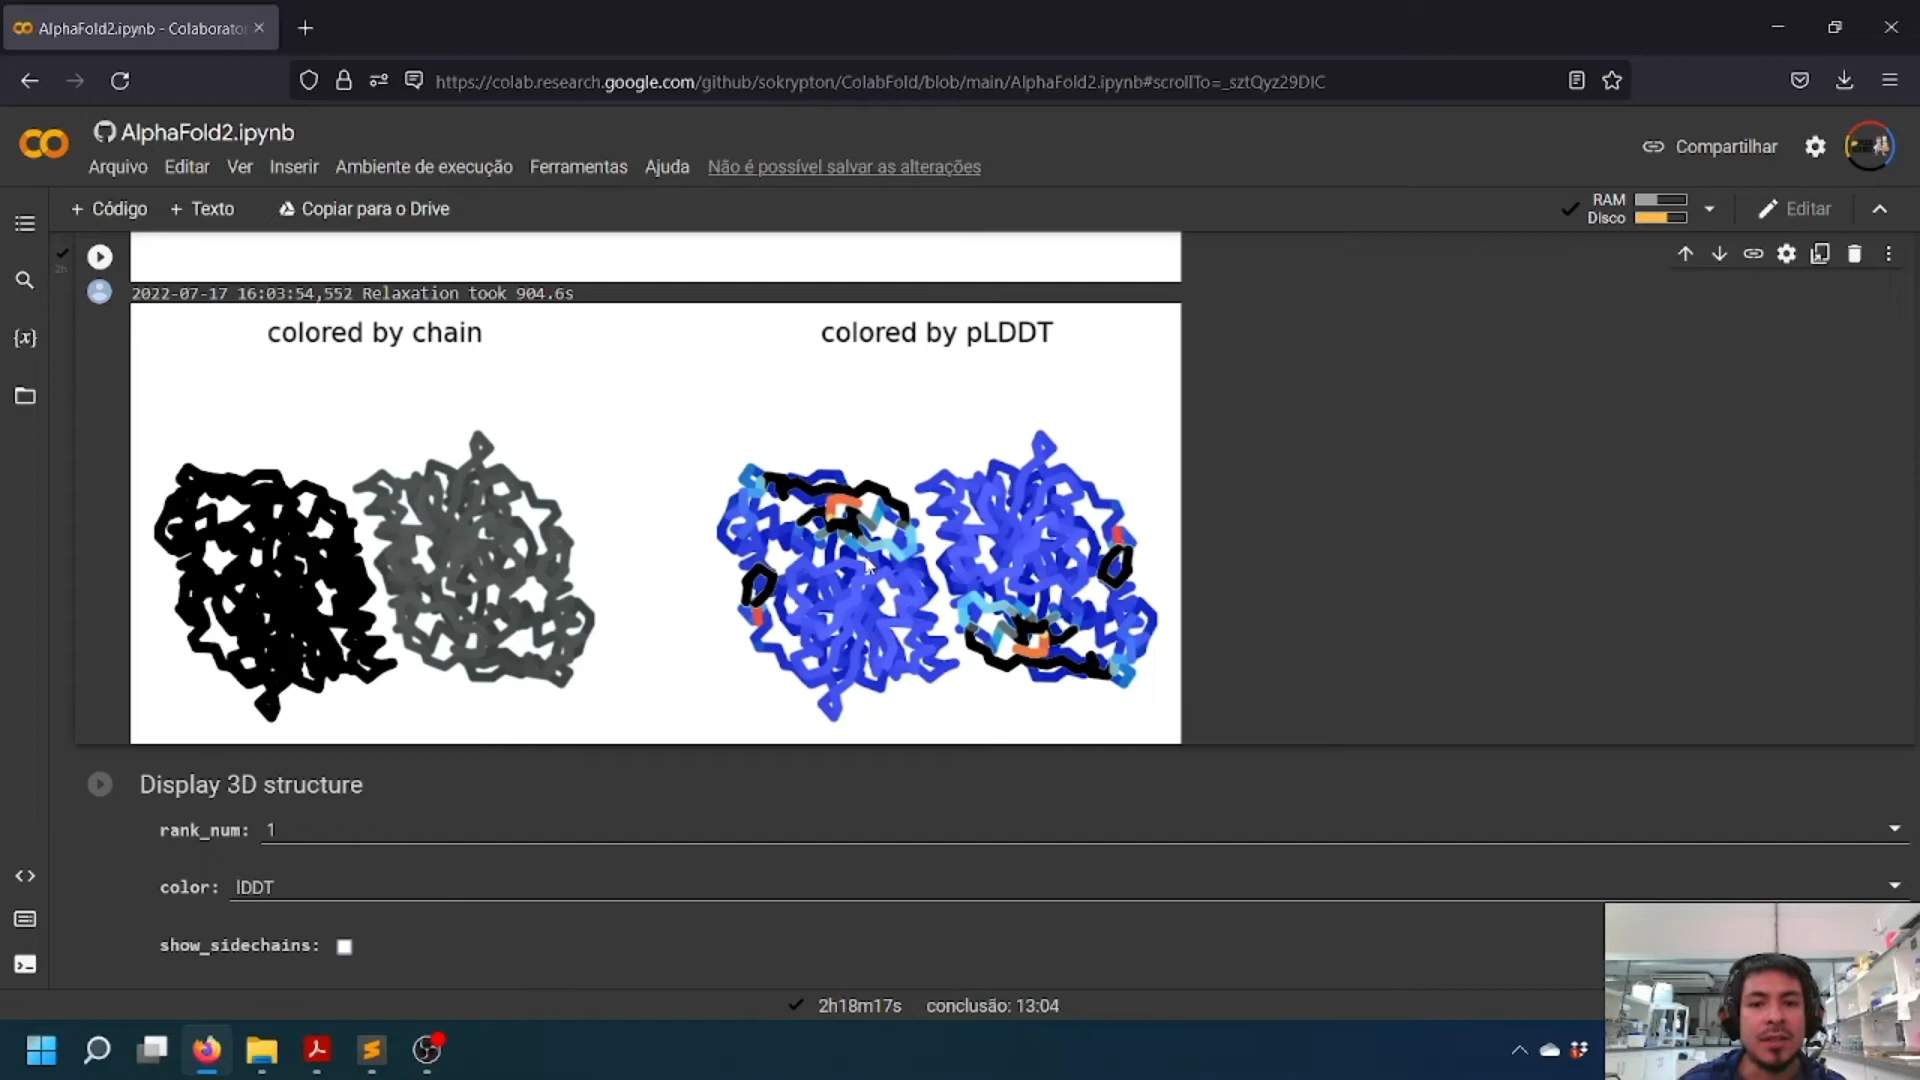 AlphaFold2.ipynb - Colaborator
https://colab.research.google.com/github/sokrypton/ColabFold/blob/main/AlphaFold2.ipynb#scrollTo=_sztQyz29DIC
AlphaFold2.ipynb
Arquivo Editar Ver Inserir Ambiente de execução Ferramentas Ajuda Não é possível salvar as alterações
Compartilhar
+ Código + Texto Copiar para o Drive
RAM
Disco
Editar
2h
2022-07-17 16:03:54,552 Relaxation took 904.6s
colored by chain
colored by pLDDT
Display 3D structure
rank_num: 1
color: lDDT
show_sidechains:
2h18m17s conclusão: 13:04